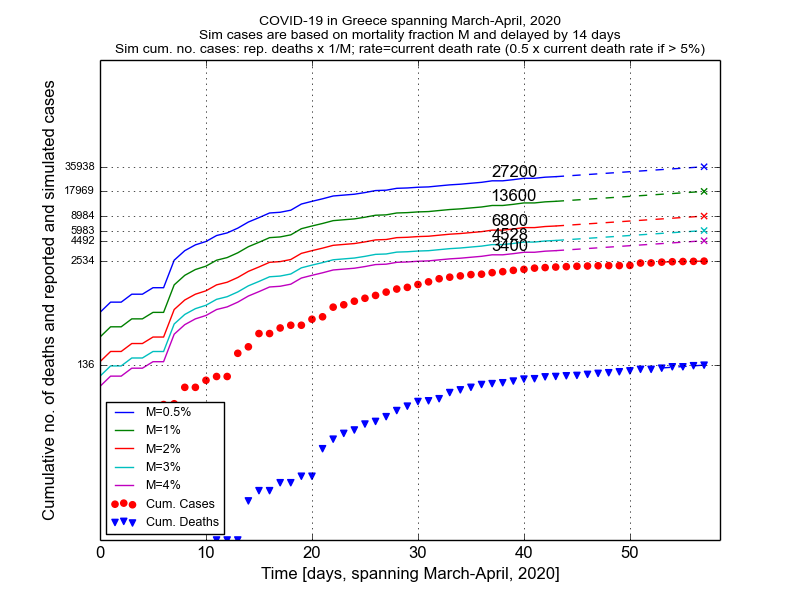 COVID-19 in Greece spanning March-April, 2020
Sim cases are based on mortality fraction M and delayed by 14 days
Sim cum. no. cases: rep. deaths x 1/M; rate=current death rate (0.5 x current death rate if > 5%)
Cumulative no. of deaths and reported and simulated cases
35938
17969
8984
5983
4492
2534
136
27200
13600
6800
4528
3400
M=0.5%
M=1%
M=2%
M=3%
M=4%
Cum. Cases
Cum. Deaths
0 10 20 30 40 50
Time [days, spanning March-April, 2020]